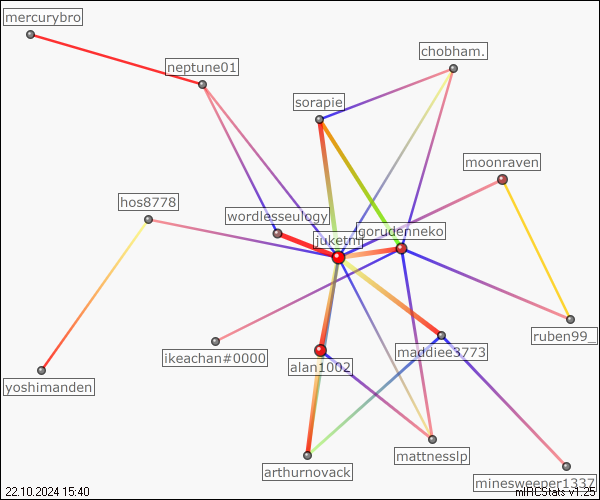 mercurybro
chobham.
neptune01
sorapie
moonraven
hos8778
wordlesseulogy
gorudenneko
ruben99_
ikeachan#0000
maddiee3773
alan1002
yoshimanden
mattnesslp
arthurnovack
minesweeper1337
22.10.2024 15:40
mIRCStats v1.25